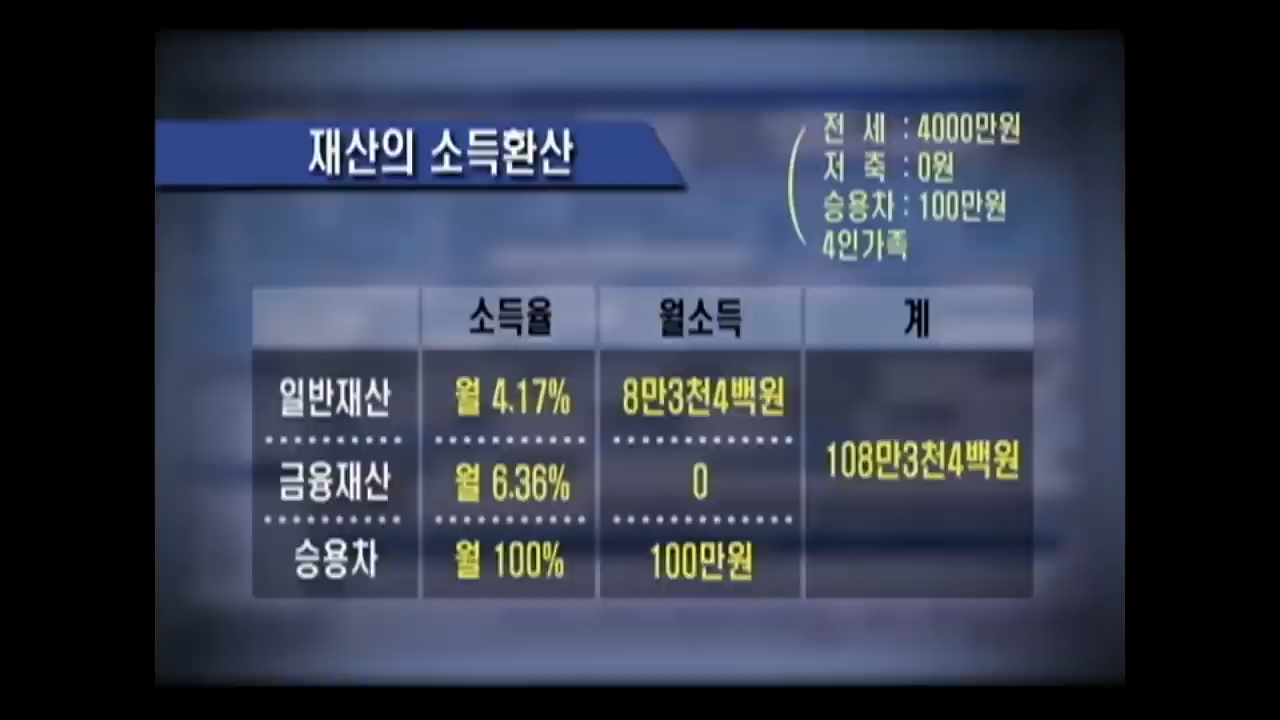 재산의 소득환산
전 세 : 4000만원
저 축 : 0원
승용차 : 100만원
4인가족
소득율 월소득 계
일반재산 월 4.17% 8만3천4백원
108만3천4백원
금융재산 월 6.36% 0
승용차 월 100% 100만원